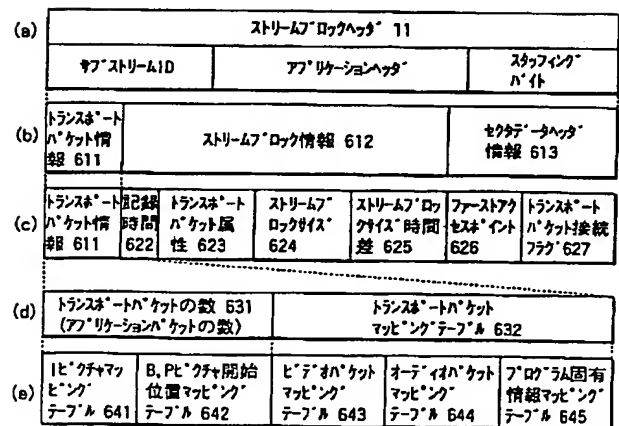 (a)
ストリームブロックヘッダ 11
サブストリームID
アプリケーションヘッダ
スタッフィング
バイト
(b)
トランスポート
パケット情
報 611
ストリームブロック情報 612
セクタデータヘッダ
情報 613
(c)
トランスポート
パケット情
報 611
記録
時間
622
トランスポート
パケット属
性 623
ストリームブ
ロックサイズ
624
ストリームブロッ
クサイズ時間
差 625
ファーストアク
セスポイント
626
トランスポート
パケット接続
フラグ 627
(d)
トランスポートパケットの数 631
(アプリケーションパケットの数)
トランスポートパケット
マッピングテーブル 632
(e)
Iピクチャマッ
ピング
テーブル 641
B,Pピクチャ開始
位置マッピング
テーブル 642
ビデオパケット
マッピング
テーブル 643
オーディオパケット
マッピング
テーブル 644
プログラム固有
情報マッピング
テーブル 645